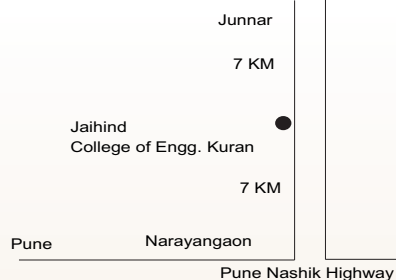 Junnar
7 KM
Jaihind
College of Engg. Kuran
7 KM
Pune
Narayangaon
Pune Nashik Highway